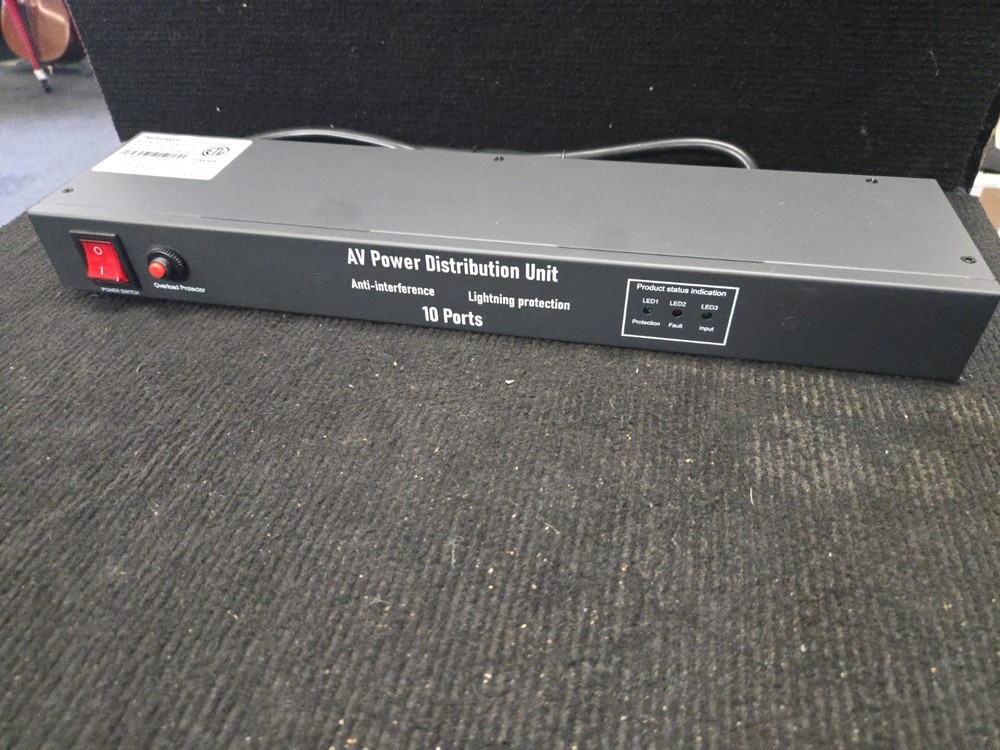 ETL
O
I
POWER SWITCH
Overload Protector
AV Power Distribution Unit
Anti-interference Lightning protection
10 Ports
Product status indication
LED1 LED2 LED3
Protection Fault Input